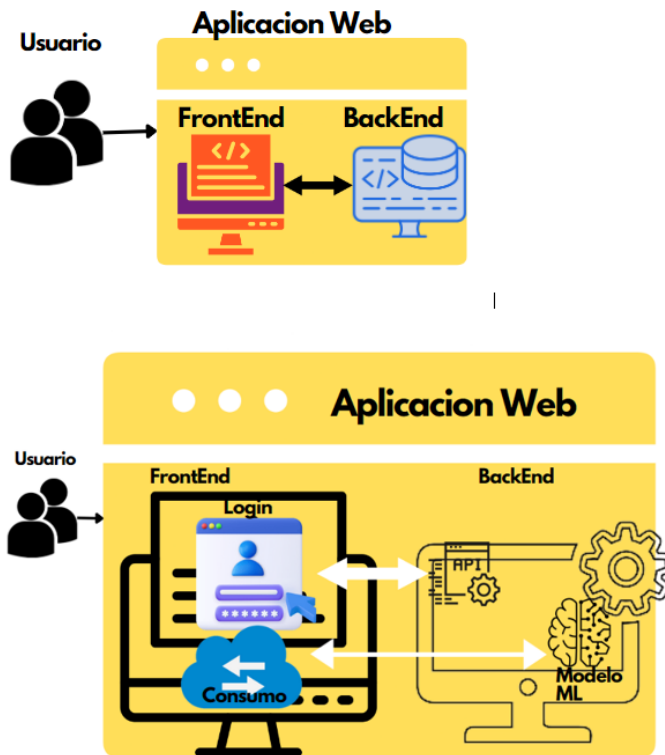 Aplicacion Web
Usuario
FrontEnd
BackEnd
</>
</>
Aplicacion Web
Usuario
FrontEnd
BackEnd
Login
API
******
Consumo
Modelo
ML